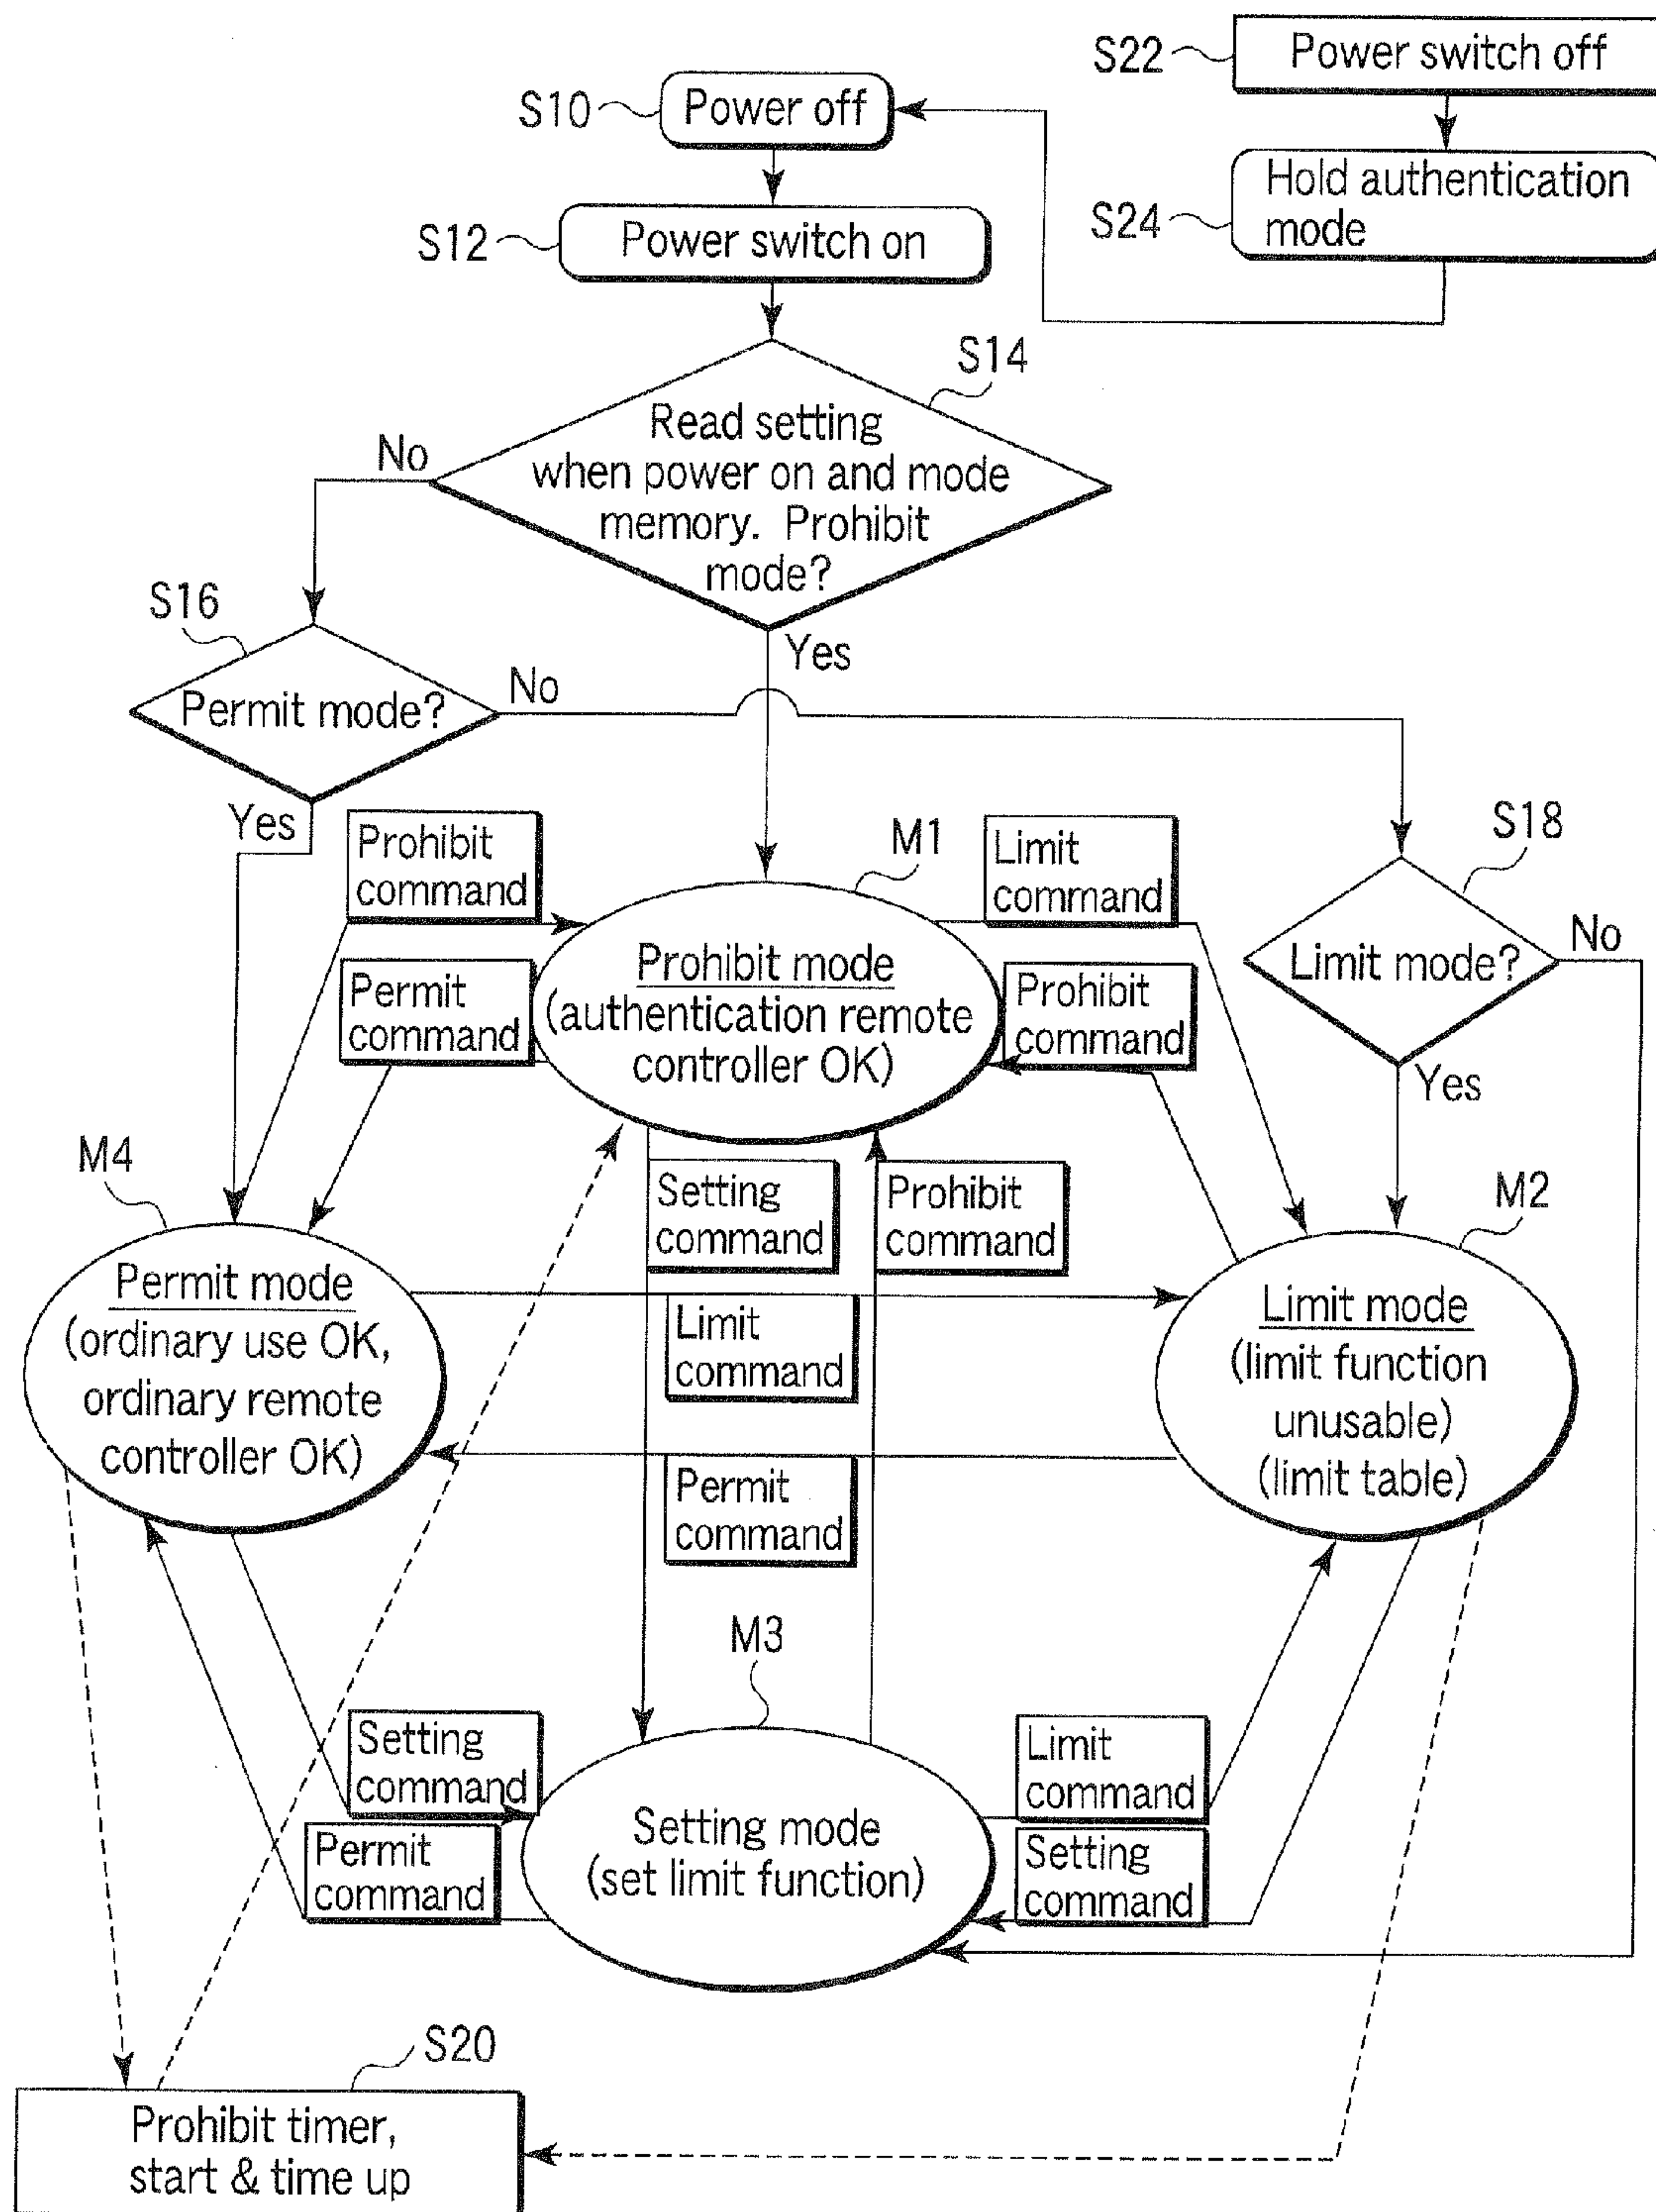 S22
Power switch off
S10
Power off
S24
Hold authentication
mode
S12
Power switch on
S14
Read setting
when power on and mode
memory. Prohibit
mode?
No
Yes
S16
Permit mode?
No
Yes
S18
Limit mode?
No
Yes
Prohibit
command
M1
Limit
command
Prohibit mode
(authentication remote
controller OK)
Permit
command
Prohibit
command
M4
Setting
command
Prohibit
command
M2
Permit mode
(ordinary use OK,
ordinary remote
controller OK)
Limit
command
Limit mode
(limit function
unusable)
(limit table)
Permit
command
M3
Setting
command
Limit
command
Setting mode
(set limit function)
Permit
command
Setting
command
S20
Prohibit timer,
start & time up